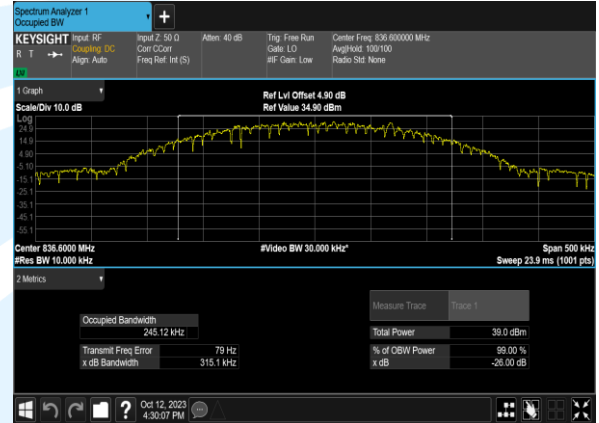 Spectrum Analyzer 1
Occupied BW
KEYSIGHT
R T
LXI
Input: RF
Coupling: DC
Align: Auto
Input Z: 50 Ω
Corr CCorr
Freq Ref: Int (S)
Atten: 40 dB
Trig: Free Run
Gate: LO
#IF Gain: Low
Center Freq: 836.600000 MHz
Avg|Hold: 100/100
Radio Std: None
1 Graph
Scale/Div 10.0 dB
Ref Lvl Offset 4.90 dB
Ref Value 34.90 dBm
Log
24.9
14.9
4.90
-5.10
-15.1
-25.1
-35.1
-45.1
-55.1
Center 836.6000 MHz
#Video BW 30.000 kHz*
Span 500 kHz
#Res BW 10.000 kHz
Sweep 23.9 ms (1001 pts)
2 Metrics
Measure Trace Trace 1
Occupied Bandwidth
245.12 kHz
Total Power 39.0 dBm
Transmit Freq Error 79 Hz
% of OBW Power 99.00 %
x dB Bandwidth 315.1 kHz
x dB -26.00 dB
?
Oct 12, 2023
4:30:07 PM